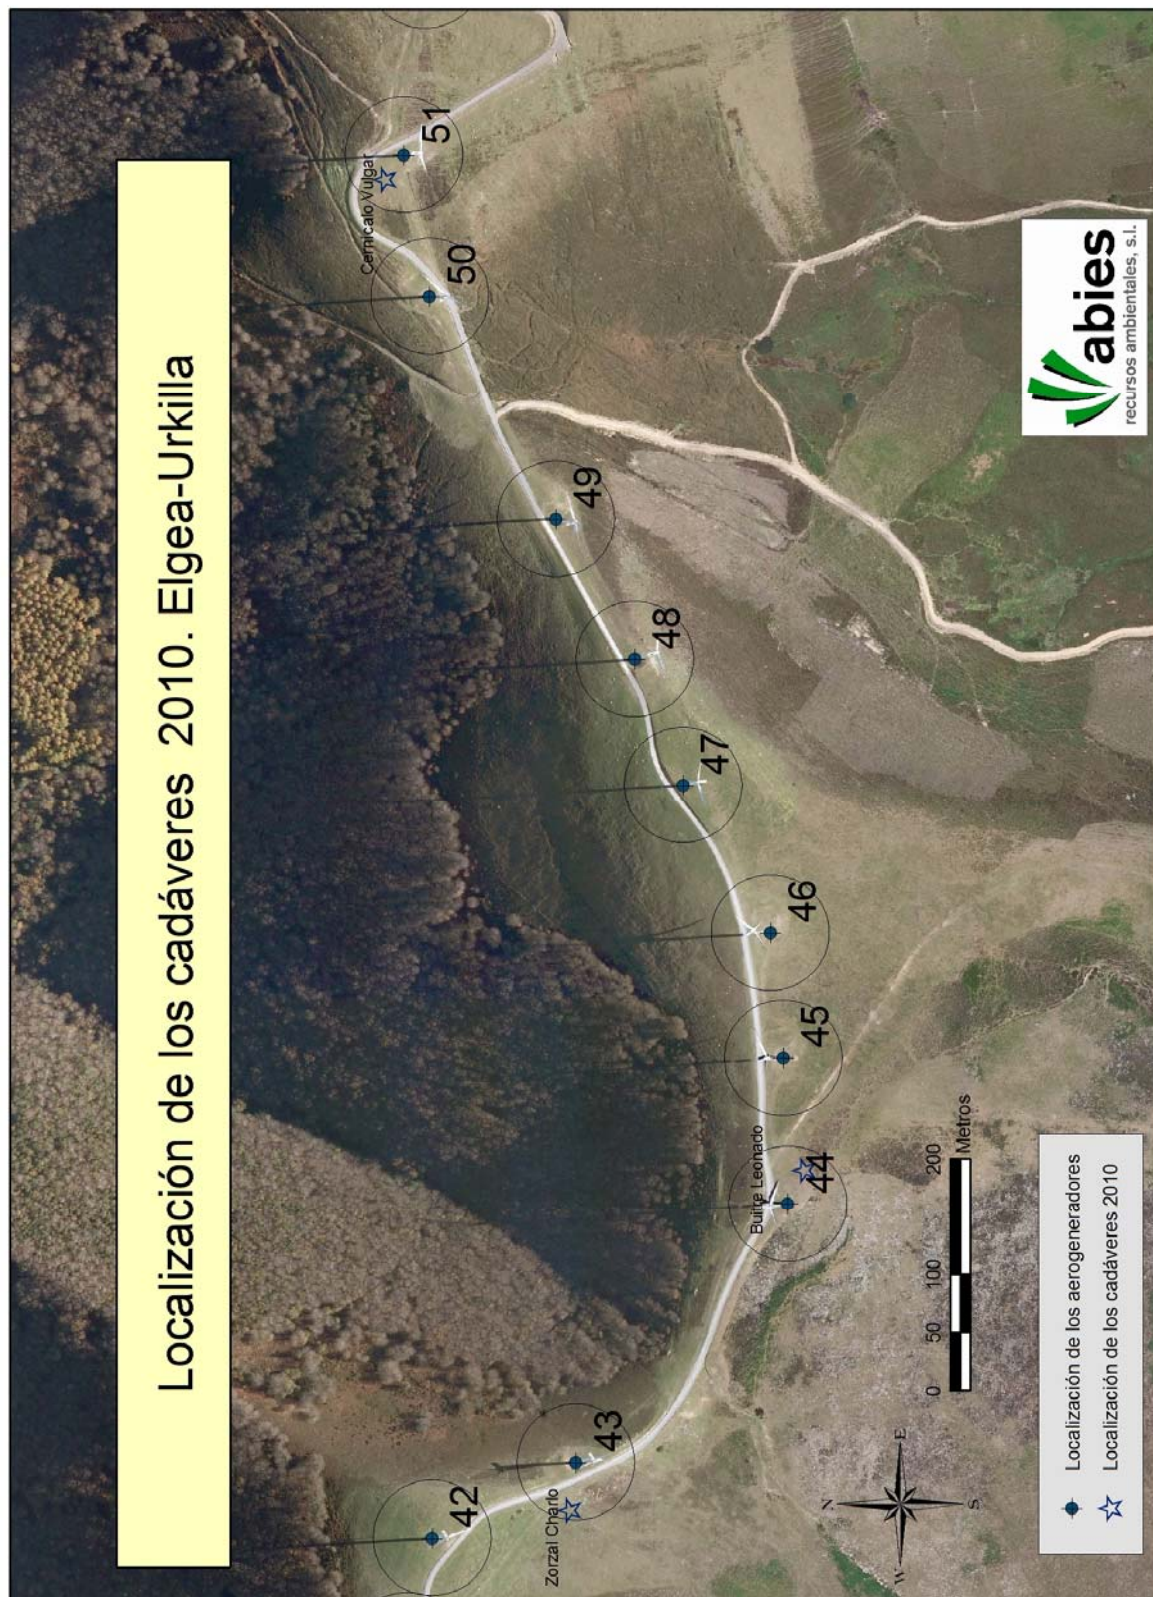 Localización de los cadáveres 2010. Elgea-Urkilla
42
Zorzal Charlo
43
Buitre Leonado
44
45
46
47
48
49
50
Cernicalo Vulgar
51
N
W
E
S
0 50 100 200
Metros
Localización de los aerogeneradores
Localización de los cadáveres 2010
abies
recursos ambientales, s.l.